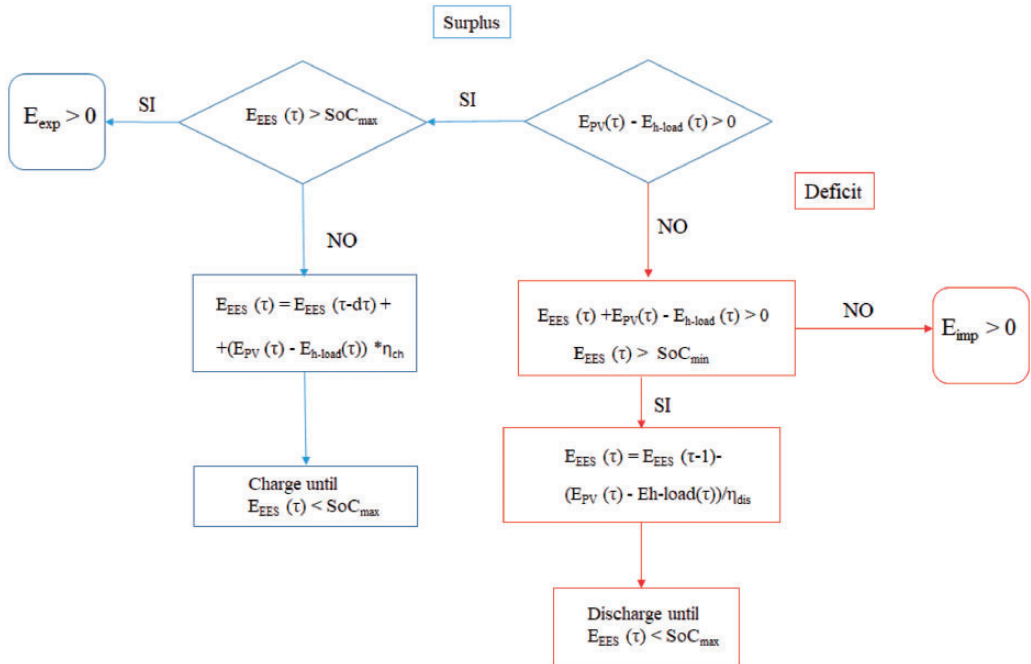 Surplus
E_exp > 0
SI
E_EES (τ) > SoC_max
SI
E_PV(τ) - E_h-load (τ) > 0
Deficit
NO
NO
E_EES (τ) = E_EES (τ-dτ) +
+(E_PV (τ) - E_h-load(τ)) *η_ch
E_EES (τ) +E_PV(τ) - E_h-load (τ) > 0
E_EES (τ) > SoC_min
NO
E_imp > 0
SI
E_EES (τ) = E_EES (τ-1)-
(E_PV (τ) - Eh-load(τ))/η_dis
Charge until
E_EES (τ) < SoC_max
Discharge until
E_EES (τ) < SoC_max